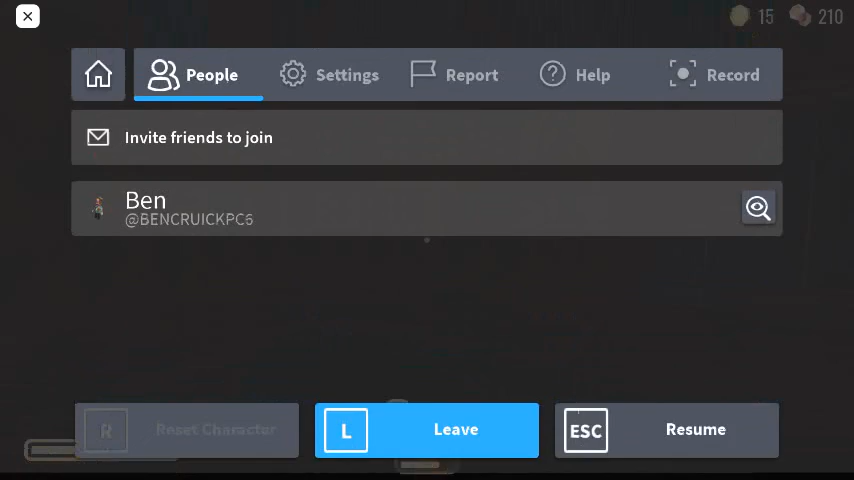 15 210
People Settings Report Help Record
Invite friends to join
Ben
@BENCRUICKPC6
R Reset Character L Leave ESC Resume